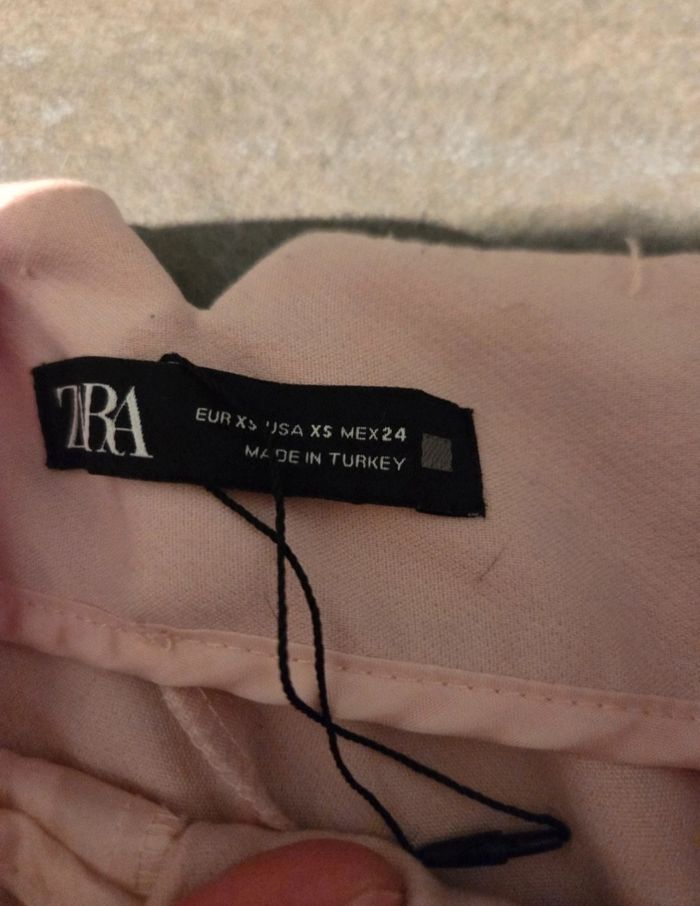 ZARA
EUR XS USA XS MEX 24
MADE IN TURKEY